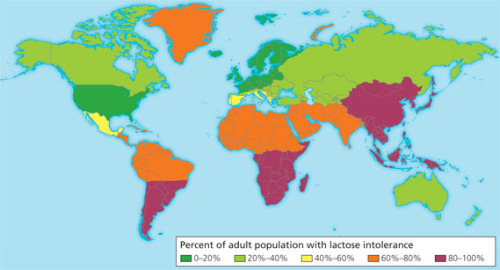 Percent of adult population with lactose intolerance
0–20% 20%–40% 40%–60% 60%–80% 80–100%